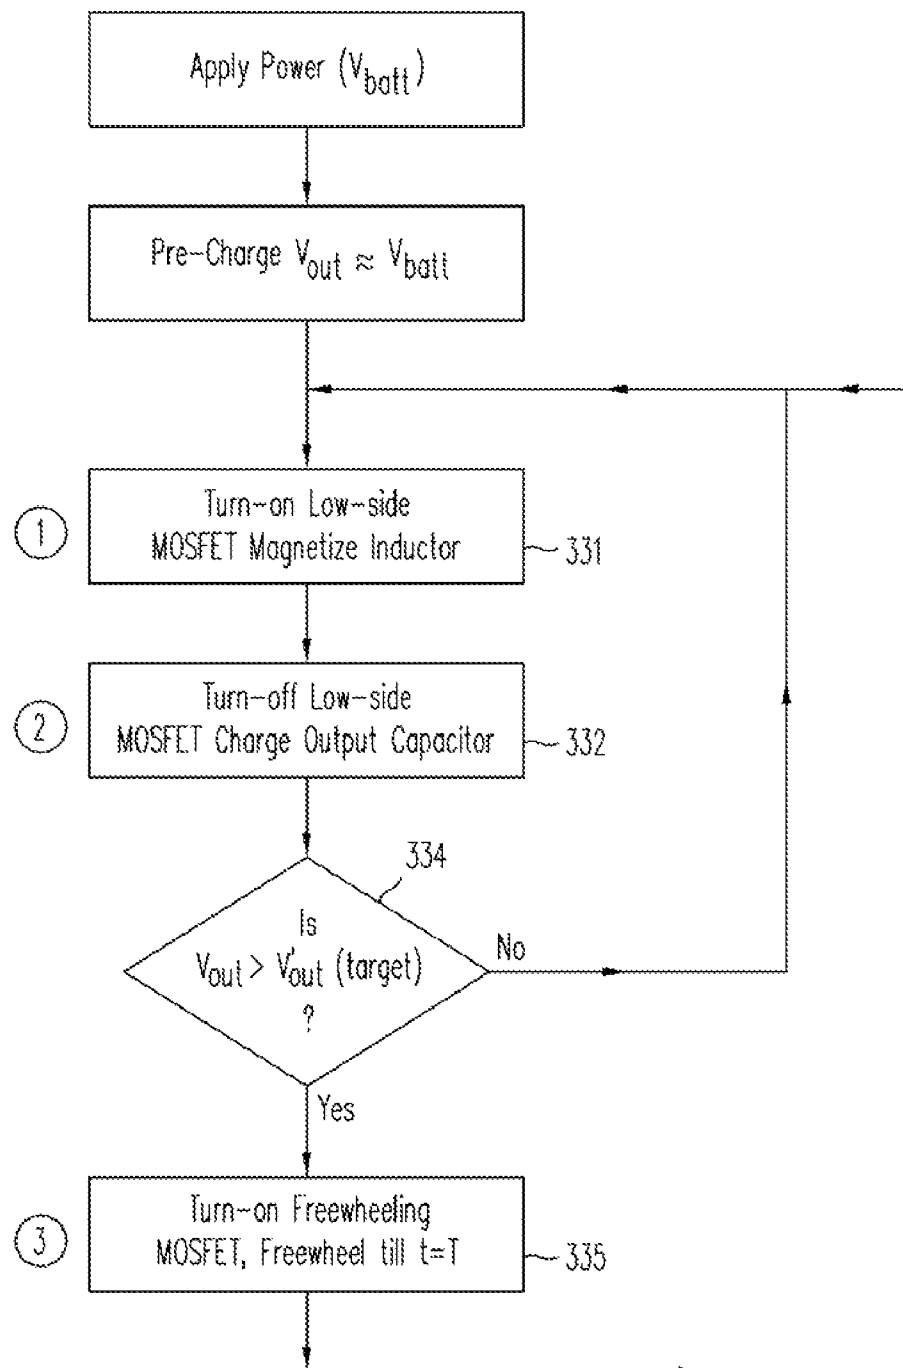 Apply Power (Vbatt)
Pre-Charge Vout ≈ Vbatt
1
Turn-on Low-side
MOSFET Magnetize Inductor
331
2
Turn-off Low-side
MOSFET Charge Output Capacitor
332
334
Is
Vout > V'out (target)
?
No
Yes
3
Turn-on Freewheeling
MOSFET, Freewheel till t=T
335